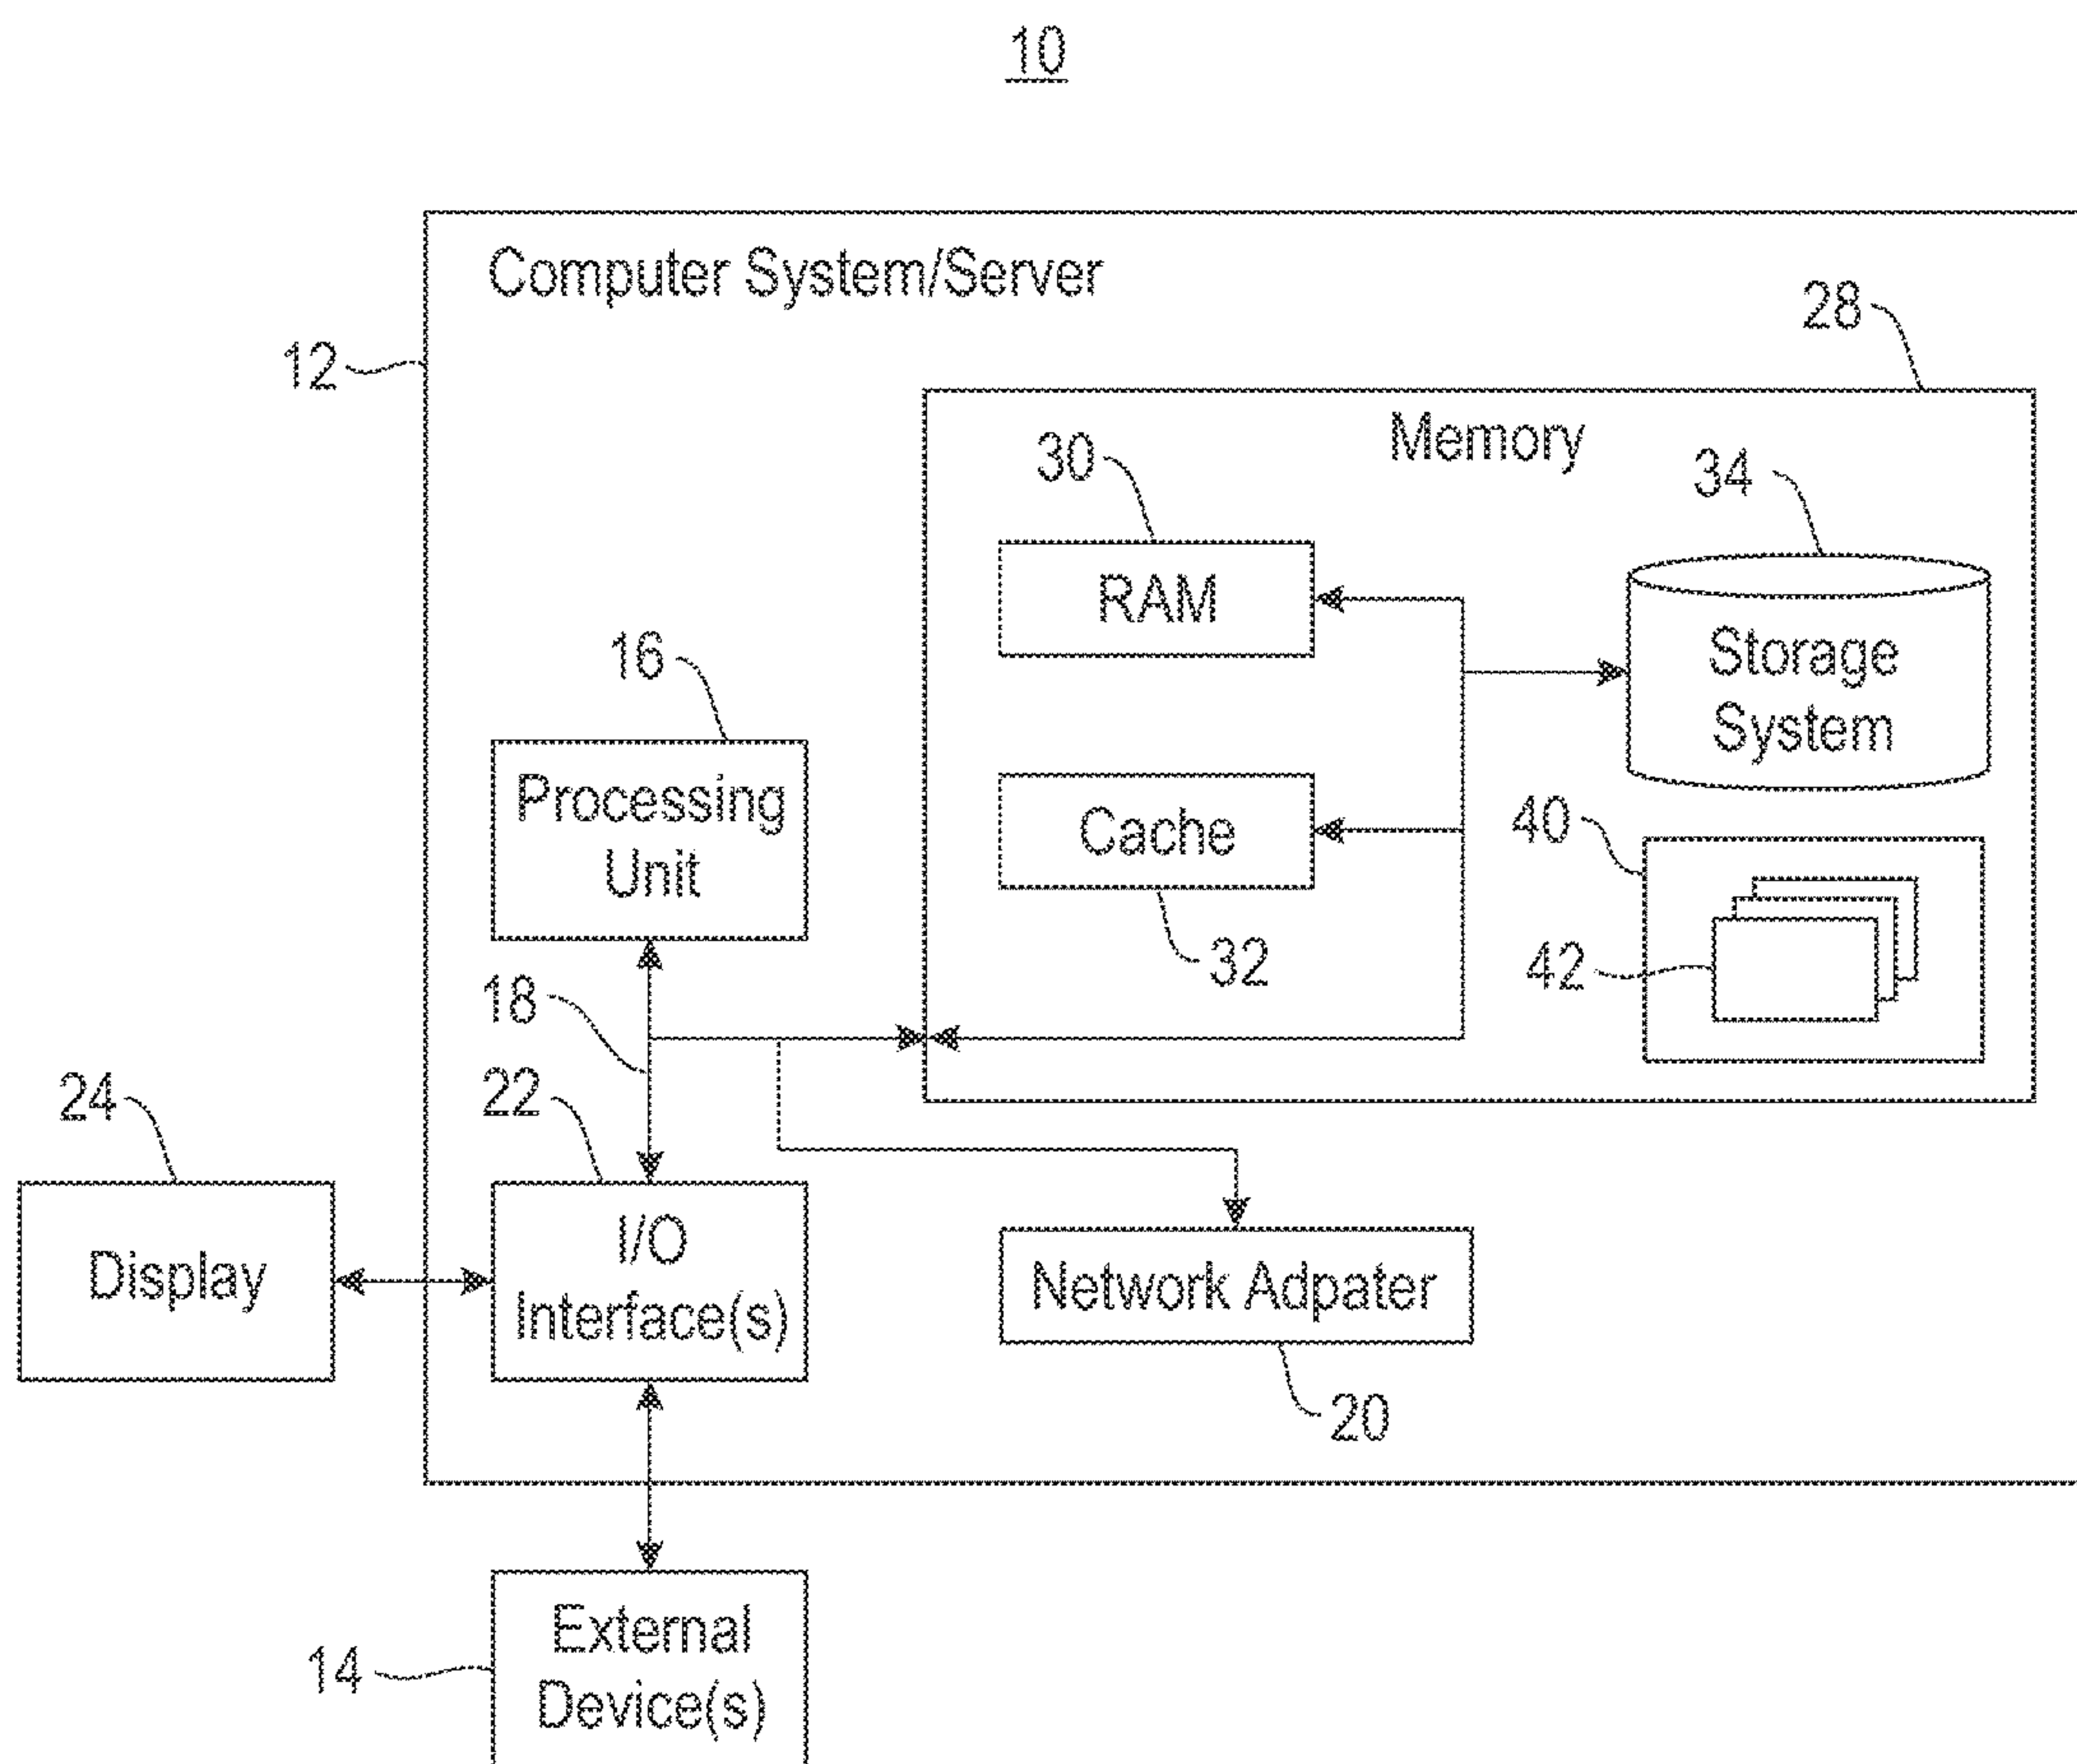 10
Computer System/Server
12
28
Memory
30
34
RAM
Storage
System
16
Processing
Unit
Cache
40
32
42
18
22
24
Display
I/O
Interface(s)
Network Adpater
20
External
Device(s)
14